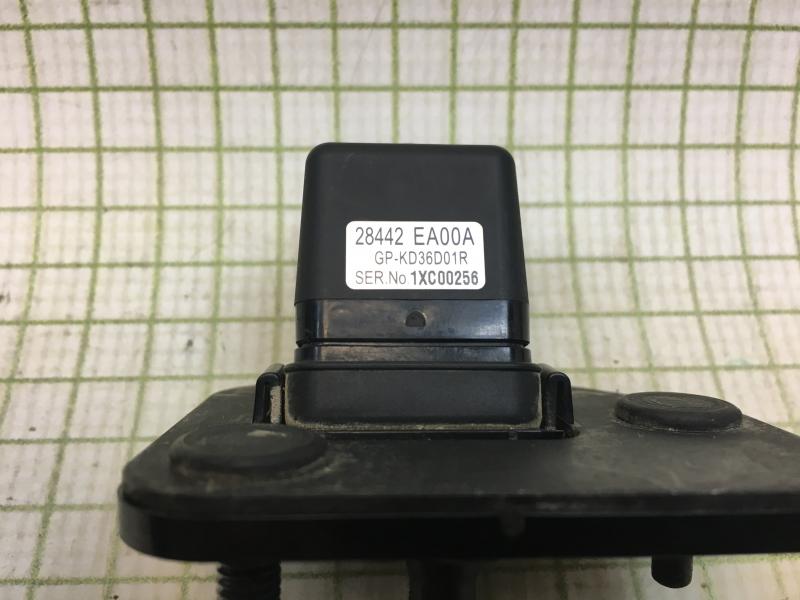 28442 EA00A
GP-KD36D01R
SER.No 1XC00256